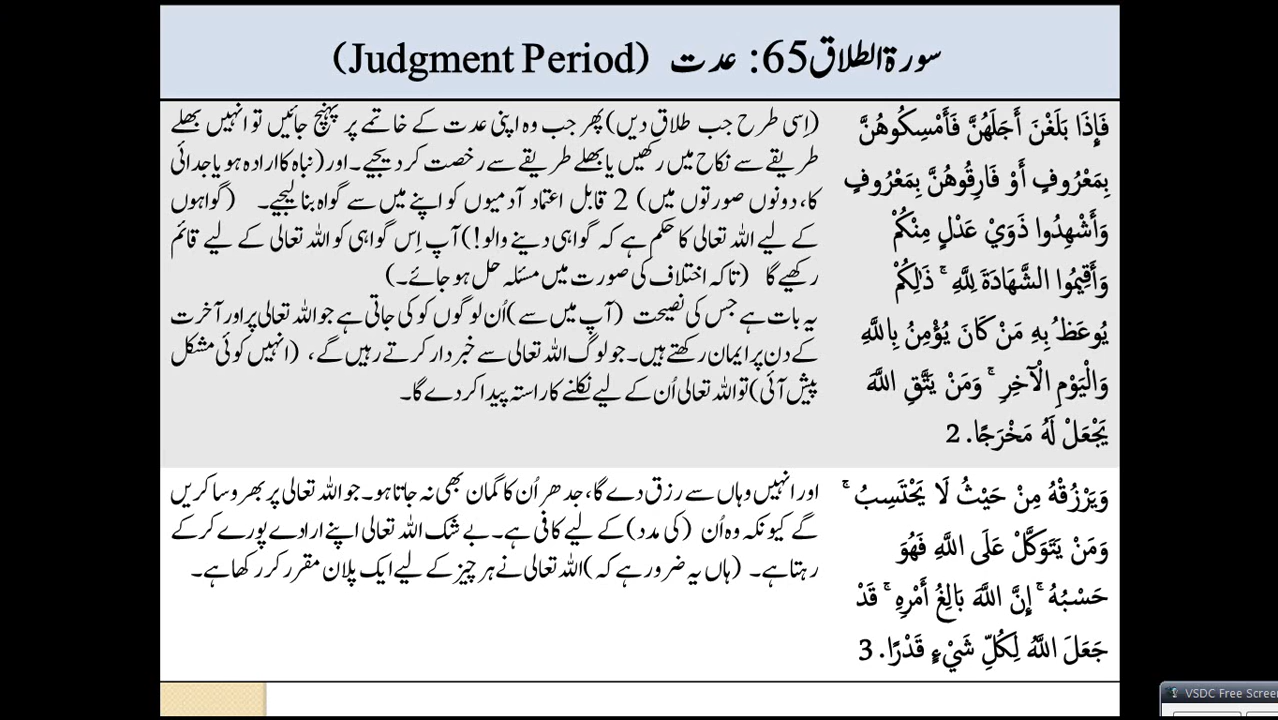 سورۃ الطلاق65: عدت (Judgment Period)
فَإِذَا بَلَغْنَ أَجَلَهُنَّ فَأَمْسِكُوهُنَّ
بِمَعْرُوفٍ أَوْ فَارِقُوهُنَّ بِمَعْرُوفٍ
وَأَشْهِدُوا ذَوَيْ عَدْلٍ مِنْكُمْ
وَأَقِيمُوا الشَّهَادَةَ لِلَّهِ ۚ ذَٰلِكُمْ
يُوعَظُ بِهِ مَنْ كَانَ يُؤْمِنُ بِاللَّهِ
وَالْيَوْمِ الْآخِرِ ۚ وَمَنْ يَتَّقِ اللَّهَ
يَجْعَلْ لَهُ مَخْرَجًا. 2
(اِسی طرح جب طلاق دیں)پھر جب وہ اپنی عدت کے خاتمے پر پہنچ جائیں تو انہیں بھلے
طریقے سے نکاح میں رکھیں یا بھلے طریقے سے رخصت کر دیجیے۔ اور (نباہ کا ارادہ ہو یا جدائی
کا، دونوں صورتوں میں) 2 قابل اعتماد آدمیوں کو اپنے میں سے گواہ بنا لیجیے۔ (گواہوں
کے لیے اللہ تعالی کا حکم ہے کہ گواہی دینے والو!) آپ اِس گواہی کو اللہ تعالی کے لیے قائم
رکھیے گا (تاکہ اختلاف کی صورت میں مسئلہ حل ہو جائے۔)
یہ بات ہے جس کی نصیحت (آپ میں سے) اُن لوگوں کو کی جاتی ہے جو اللہ تعالی پر اور آخرت
کے دن پر ایمان رکھتے ہیں۔ جو لوگ اللہ تعالی سے خبردار کرتے رہیں گے، (انہیں کوئی مشکل
پیش آئی) تو اللہ تعالی اُن کے لیے نکلنے کا راستہ پیدا کر دے گا۔
وَيَرْزُقْهُ مِنْ حَيْثُ لَا يَحْتَسِبُ ۚ
وَمَنْ يَتَوَكَّلْ عَلَى اللَّهِ فَهُوَ
حَسْبُهُ ۚ إِنَّ اللَّهَ بَالِغُ أَمْرِهِ ۚ قَدْ
جَعَلَ اللَّهُ لِكُلِّ شَيْءٍ قَدْرًا. 3
اور انہیں وہاں سے رزق دے گا، جدھر اُن کا گمان بھی نہ جاتا ہو۔ جو اللہ تعالی پر بھروسا کریں
گے کیونکہ وہ اُن (کی مدد) کے لیے کافی ہے۔ بے شک اللہ تعالی اپنے ارادے پورے کر کے
رہتا ہے۔ (ہاں یہ ضرور ہے کہ) اللہ تعالی نے ہر چیز کے لیے ایک پلان مقرر کر رکھا ہے۔
VSDC Free Screen